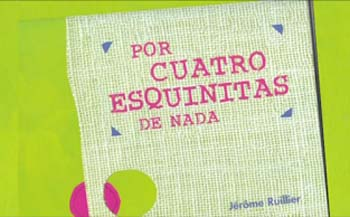 POR
CUATRO
ESQUINITAS
DE NADA
Jérôme Ruillier